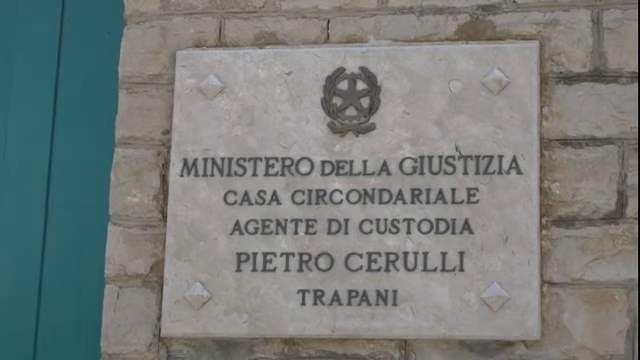 MINISTERO DELLA GIUSTIZIA
CASA CIRCONDARIALE
AGENTE DI CUSTODIA
PIETRO CERULLI
TRAPANI